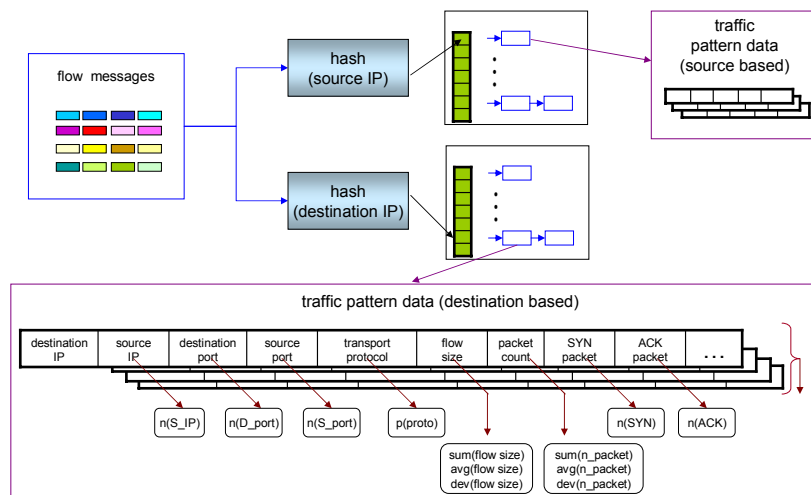 flow messages
hash
(source IP)
hash
(destination IP)
traffic
pattern data
(source based)
traffic pattern data (destination based)
destination IP
source IP
destination port
source port
transport protocol
flow size
packet count
SYN packet
ACK packet
...
n(S_IP)
n(D_port)
n(S_port)
p(proto)
n(SYN)
n(ACK)
sum(flow size)
avg(flow size)
dev(flow size)
sum(n_packet)
avg(n_packet)
dev(n_packet)